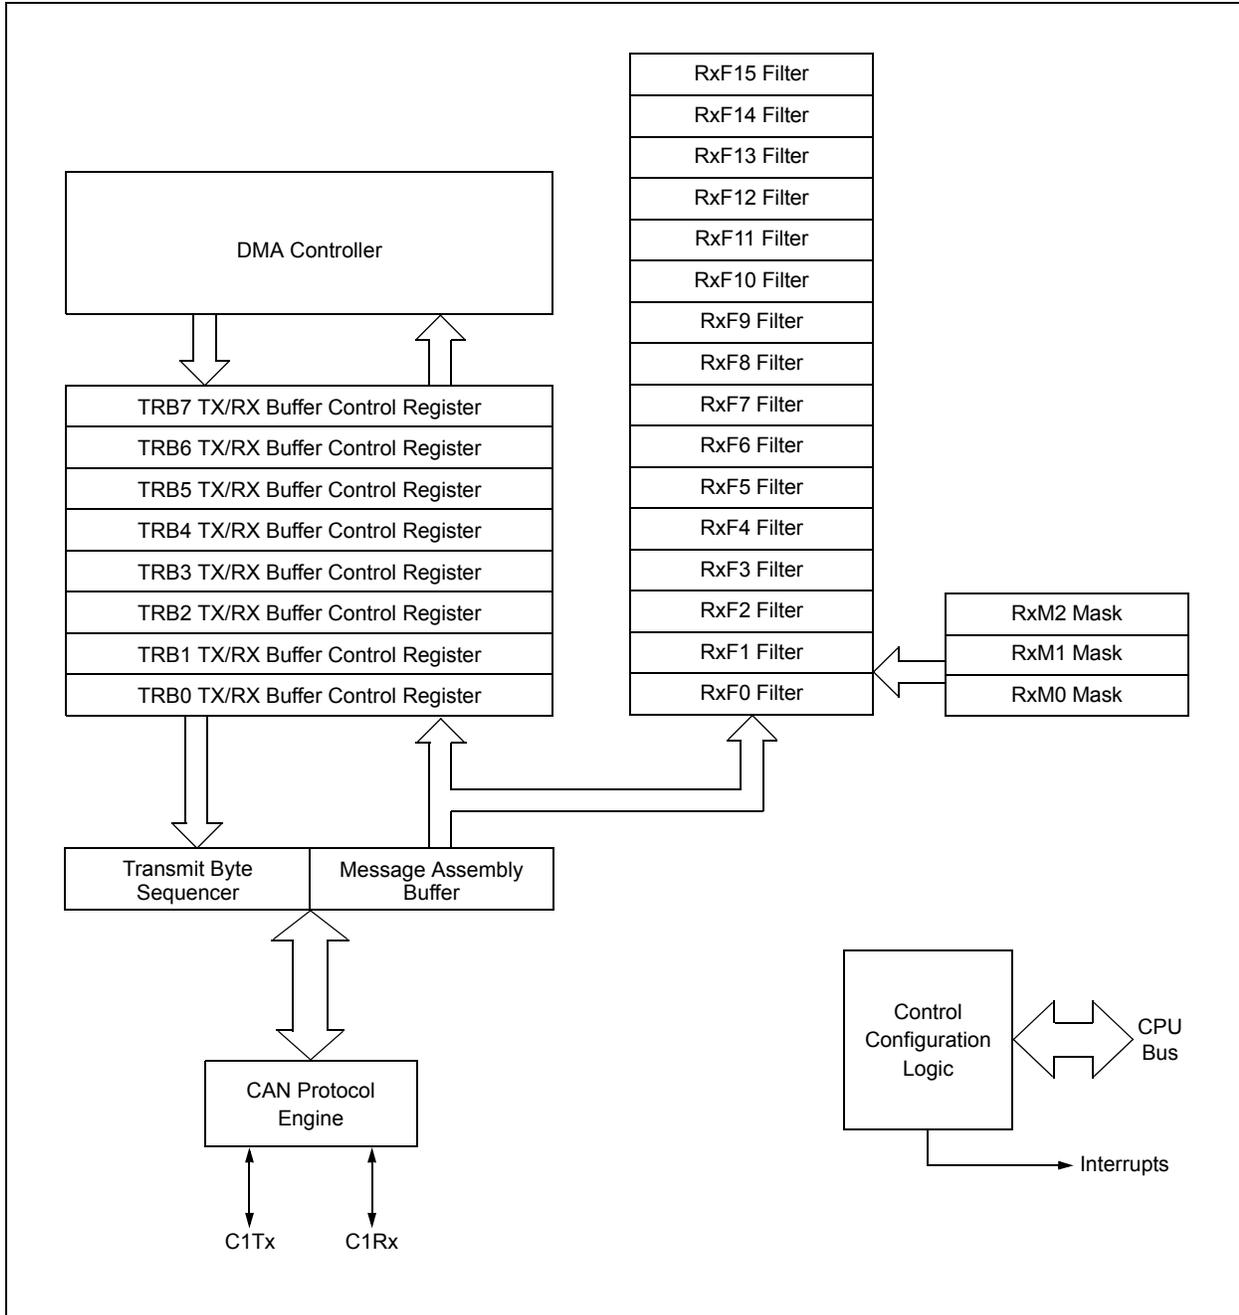 RxF15 Filter
RxF14 Filter
RxF13 Filter
RxF12 Filter
RxF11 Filter
RxF10 Filter
RxF9 Filter
RxF8 Filter
RxF7 Filter
RxF6 Filter
RxF5 Filter
RxF4 Filter
RxF3 Filter
RxF2 Filter
RxF1 Filter
RxF0 Filter
DMA Controller
TRB7 TX/RX Buffer Control Register
TRB6 TX/RX Buffer Control Register
TRB5 TX/RX Buffer Control Register
TRB4 TX/RX Buffer Control Register
TRB3 TX/RX Buffer Control Register
TRB2 TX/RX Buffer Control Register
TRB1 TX/RX Buffer Control Register
TRB0 TX/RX Buffer Control Register
RxM2 Mask
RxM1 Mask
RxM0 Mask
Transmit Byte
Sequencer
Message Assembly
Buffer
CAN Protocol
Engine
C1Tx
C1Rx
Control
Configuration
Logic
CPU
Bus
Interrupts